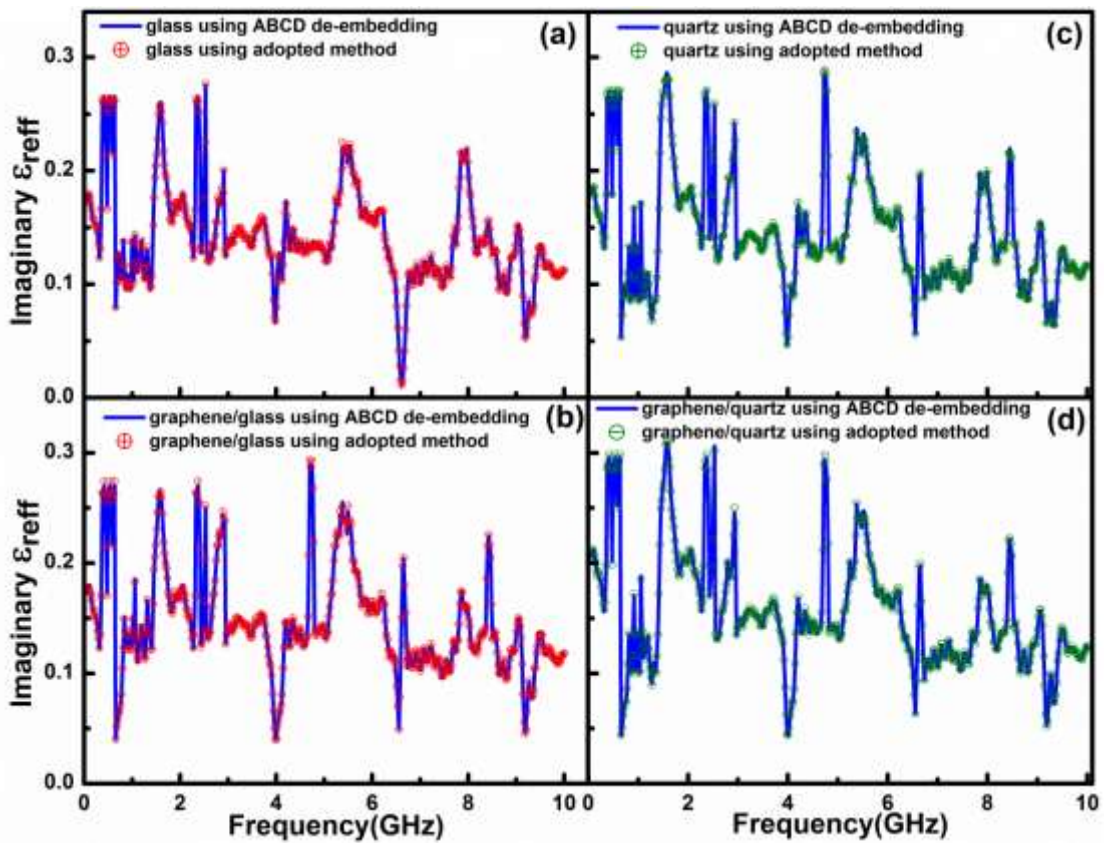 glass using ABCD de-embedding
glass using adopted method
(a)
quartz using ABCD de-embedding
quartz using adopted method
(c)
Imaginary εreff
0.3
0.2
0.1
0.0
graphene/glass using ABCD de-embedding
graphene/glass using adopted method
(b)
graphene/quartz using ABCD de-embedding
graphene/quartz using adopted method
(d)
Imaginary εreff
0.3
0.2
0.1
0.0
0 2 4 6 8 10
0 2 4 6 8 10
Frequency(GHz)
Frequency(GHz)